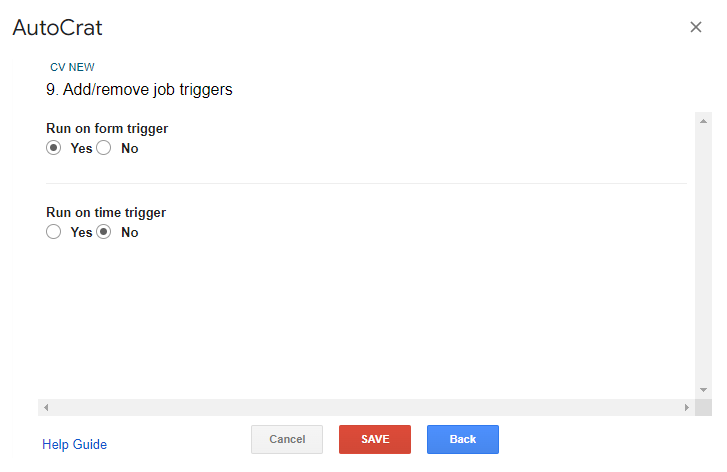 AutoCrat
CV NEW
9. Add/remove job triggers
Run on form trigger
Yes No
Run on time trigger
Yes No
Help Guide Cancel SAVE Back